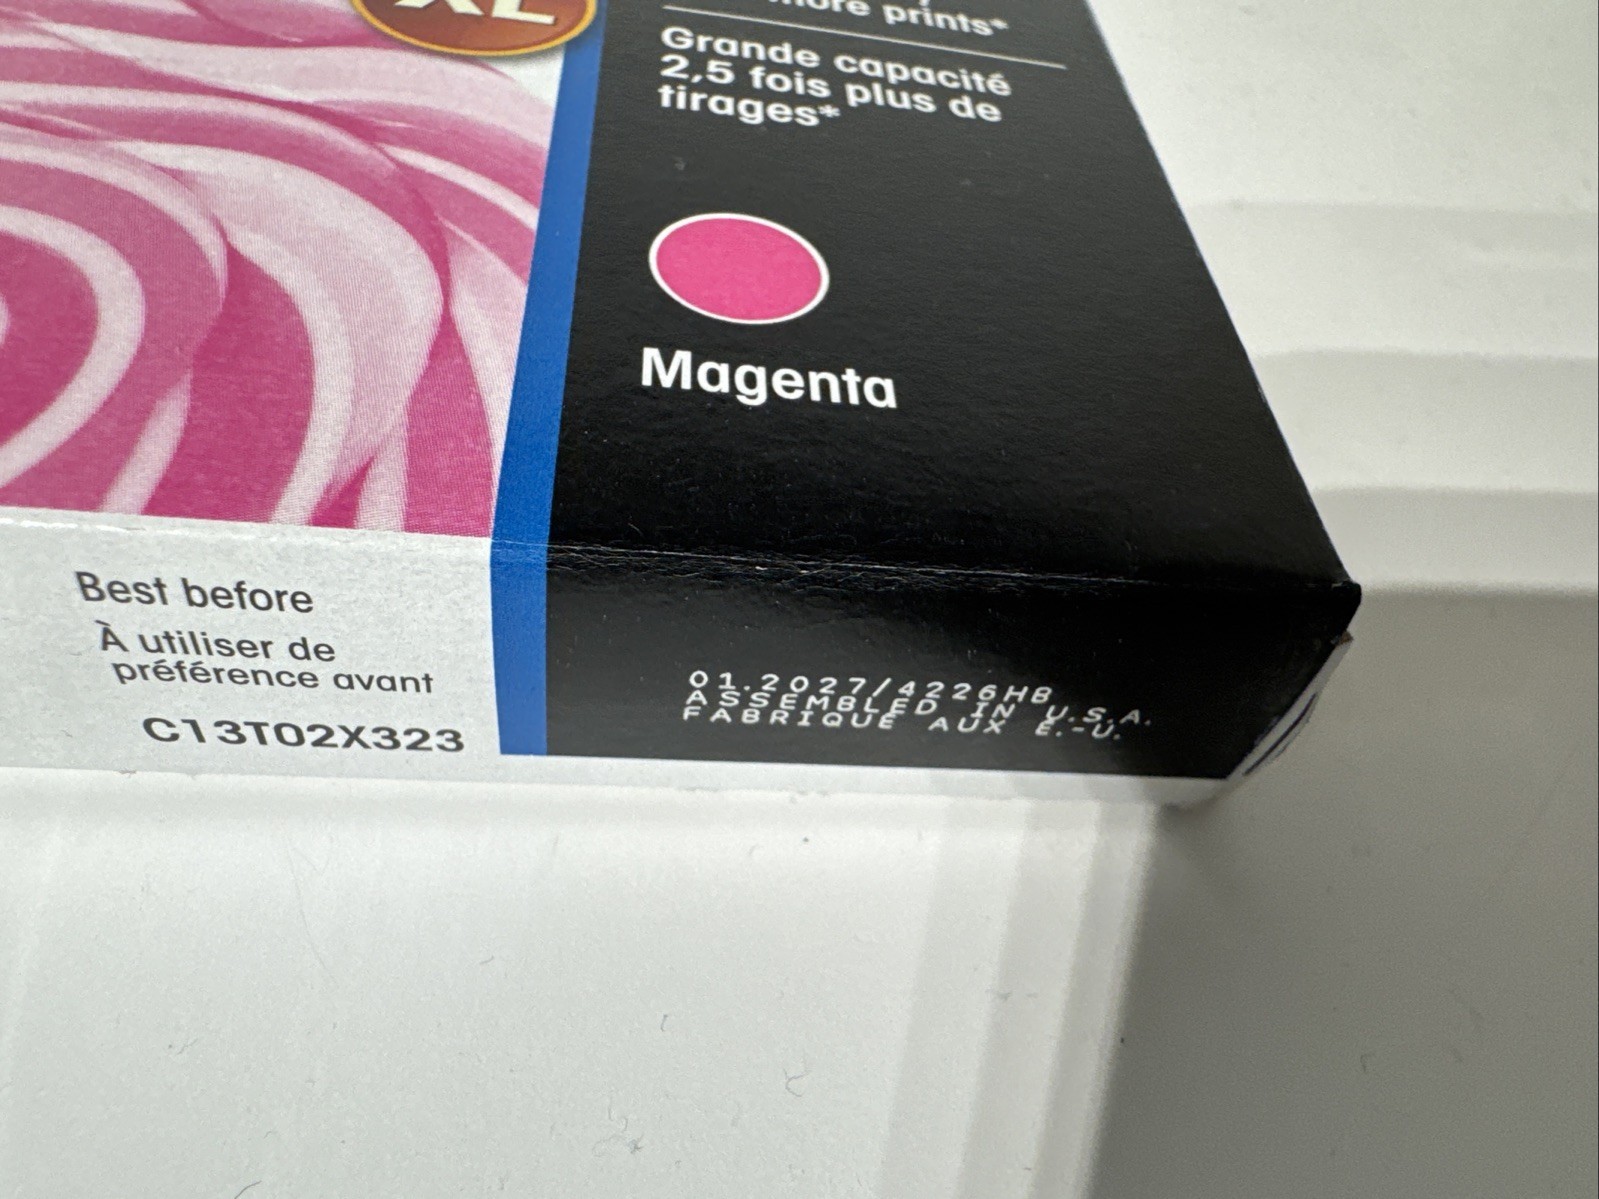 XL
more prints*
Grande capacité
2,5 fois plus de
tirages*
Magenta
Best before
À utiliser de
préférence avant
C13T02X323
01.2027/4226HB
ASSEMBLED IN U.S.A.
FABRIQUÉ AUX É.-U.